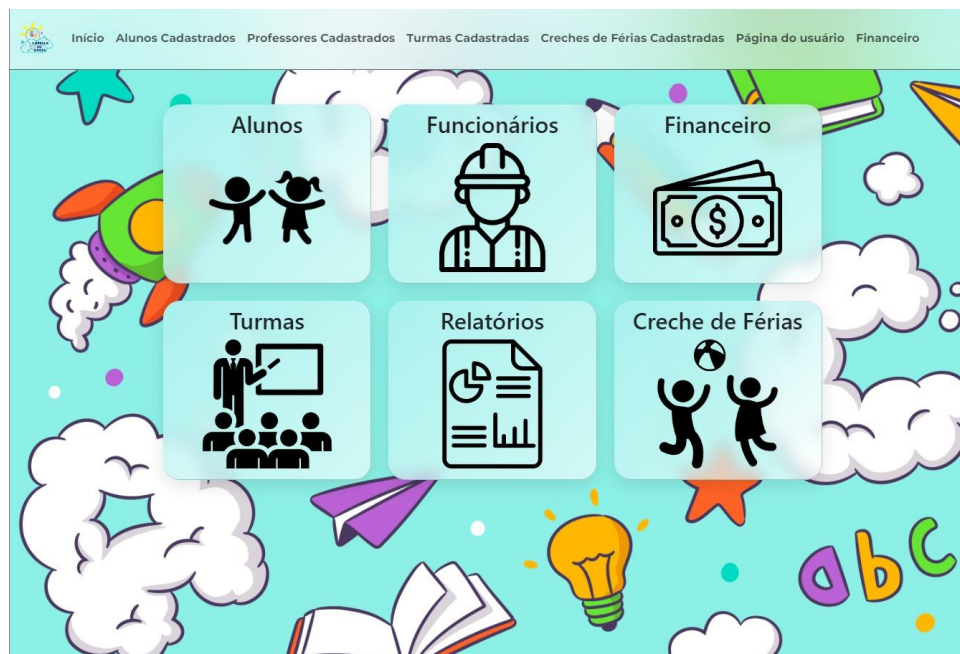 Início Alunos Cadastrados Professores Cadastrados Turmas Cadastradas Creches de Férias Cadastradas Página do usuário Financeiro
Alunos Funcionários Financeiro
$
Turmas Relatórios Creche de Férias
abc